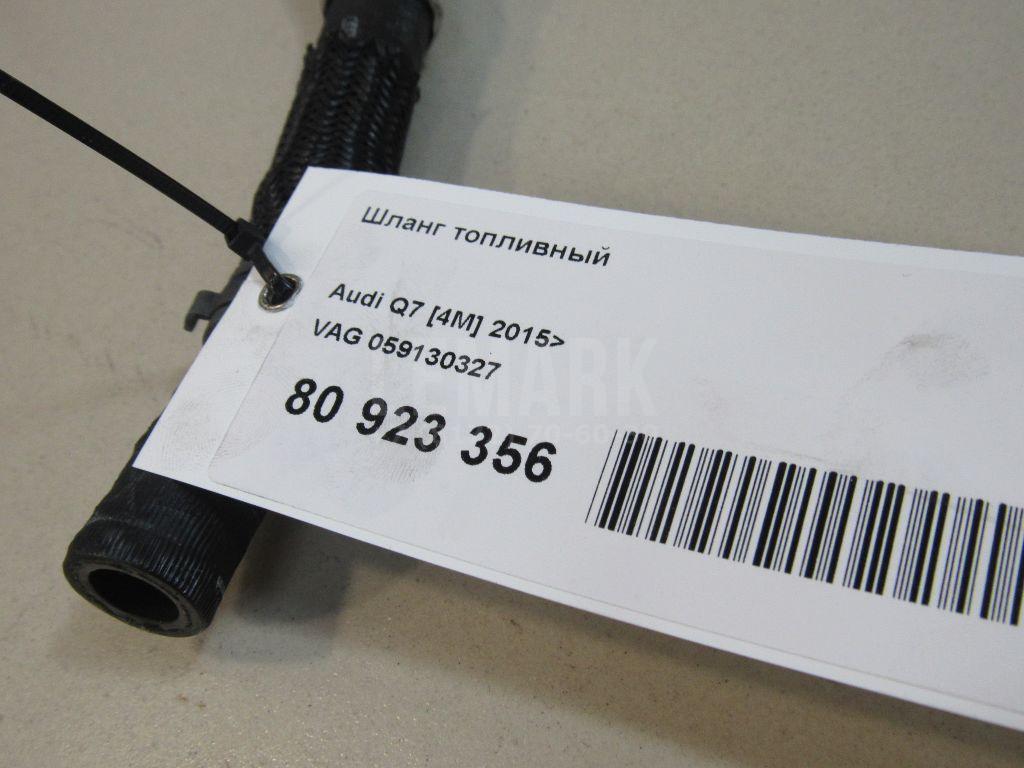 Шланг топливный
Audi Q7 [4M] 2015>
VAG 059130327
80 923 356